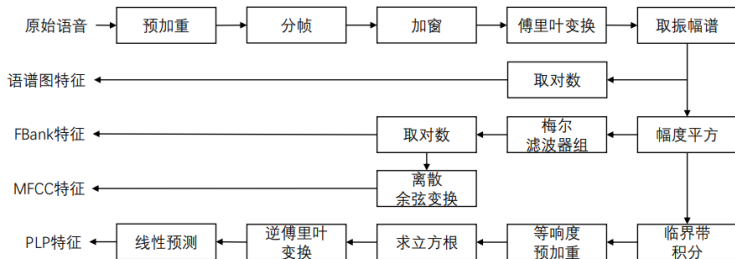 原始语音
预加重
分帧
加窗
傅里叶变换
取振幅谱
语谱图特征
取对数
FBank特征
取对数
梅尔
滤波器组
幅度平方
MFCC特征
离散
余弦变换
PLP特征
线性预测
逆傅里叶
变换
求立方根
等响度
预加重
临界带
积分